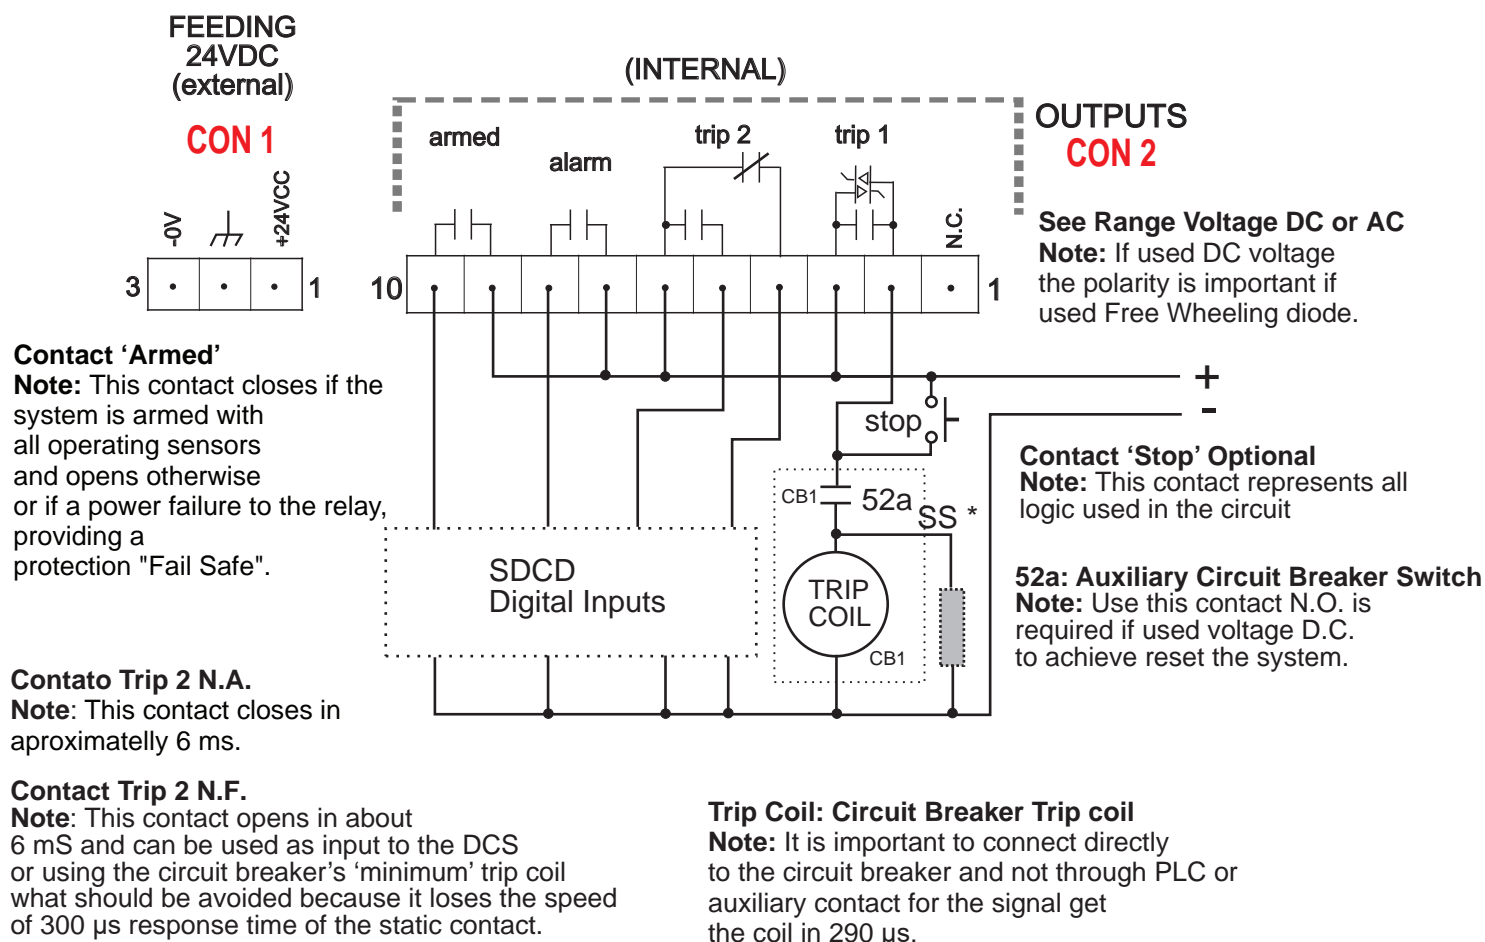 FEEDING
24VDC
(external)
CON 1
-0V
+24VCC
3
1
(INTERNAL)
armed
alarm
trip 2
trip 1
N.C.
10
1
OUTPUTS
CON 2
See Range Voltage DC or AC
Note: If used DC voltage
the polarity is important if
used Free Wheeling diode.
Contact ‘Armed’
Note: This contact closes if the
system is armed with
all operating sensors
and opens otherwise
or if a power failure to the relay,
providing a
protection "Fail Safe".
+
-
stop
CB1
52a
SS *
SDCD
Digital Inputs
TRIP
COIL
CB1
Contact ‘Stop’ Optional
Note: This contact represents all
logic used in the circuit
52a: Auxiliary Circuit Breaker Switch
Note: Use this contact N.O. is
required if used voltage D.C.
to achieve reset the system.
Contato Trip 2 N.A.
Note: This contact closes in
aproximatelly 6 ms.
Contact Trip 2 N.F.
Note: This contact opens in about
6 mS and can be used as input to the DCS
or using the circuit breaker’s ‘minimum’ trip coil
what should be avoided because it loses the speed
of 300 µs response time of the static contact.
Trip Coil: Circuit Breaker Trip coil
Note: It is important to connect directly
to the circuit breaker and not through PLC or
auxiliary contact for the signal get
the coil in 290 µs.